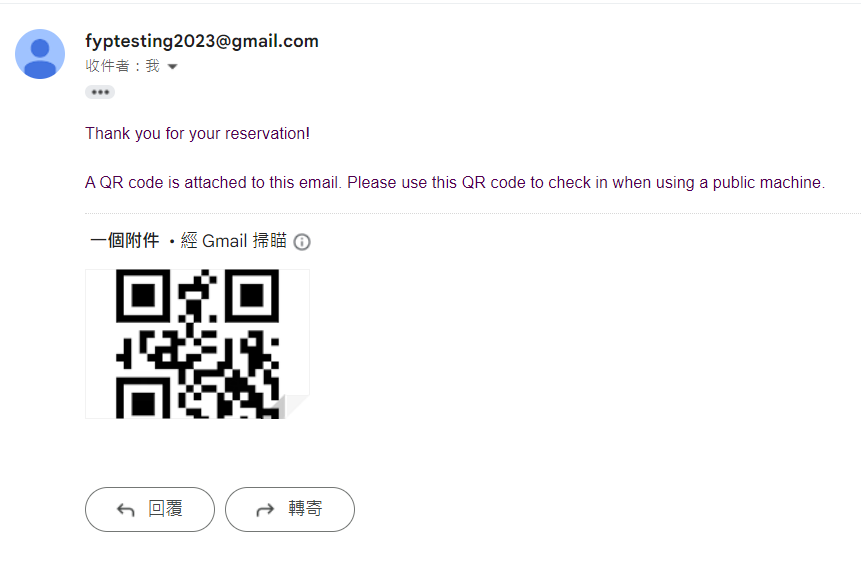 fyptesting2023@gmail.com
收件者：我
Thank you for your reservation!
A QR code is attached to this email. Please use this QR code to check in when using a public machine.
一個附件 • 經 Gmail 掃瞄
回覆
轉寄